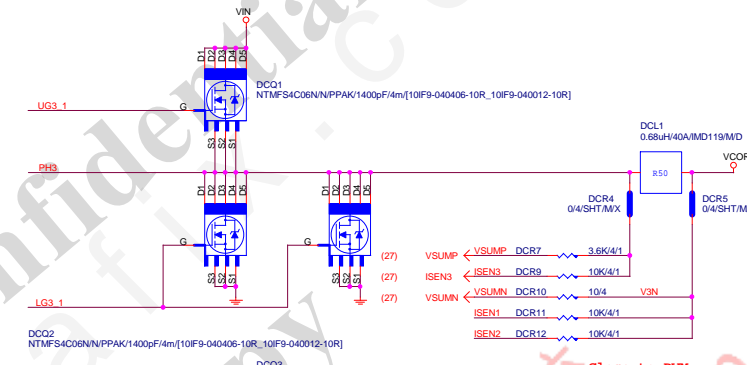 VIN
D1 D2 D3 D4 D5
DCQ1
NTMFS4C06N/N/PPAK/1400pF/4m/[10IF9-040406-10R_10IF9-040012-10R]
UG3_1
G
S3 S2 S1
DCL1
0.68uH/40A/IMD119/M/D
R50
PH3
D1 D2 D3 D4 D5
D1 D2 D3 D4 D5
DCR4
0/4/SHT/M/X
DCR5
0/4/SHT/M
G
G
S3 S2 S1
S3 S2 S1
(27) VSUMP VSUMP DCR7 3.6K/4/1
(27) ISEN3 ISEN3 DCR9 10K/4/1
(27) VSUMN VSUMN DCR10 10/4 V3N
ISEN1 DCR11 10K/4/1
ISEN2 DCR12 10K/4/1
LG3_1
DCQ2
NTMFS4C06N/N/PPAK/1400pF/4m/[10IF9-040406-10R_10IF9-040012-10R]